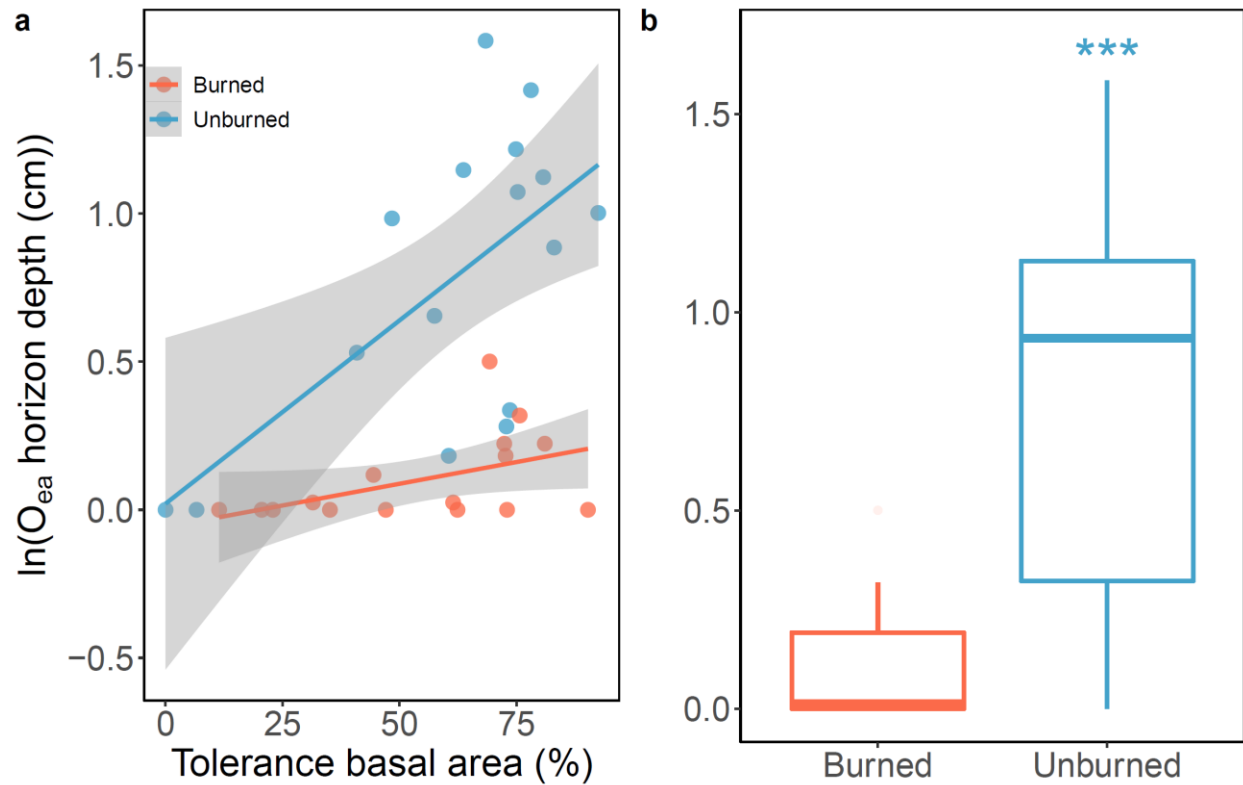 a
b
ln(Oea horizon depth (cm))
1.5
1.0
0.5
0.0
−0.5
Burned
Unburned
0 25 50 75
Tolerance basal area (%)
***
1.5
1.0
0.5
0.0
Burned Unburned